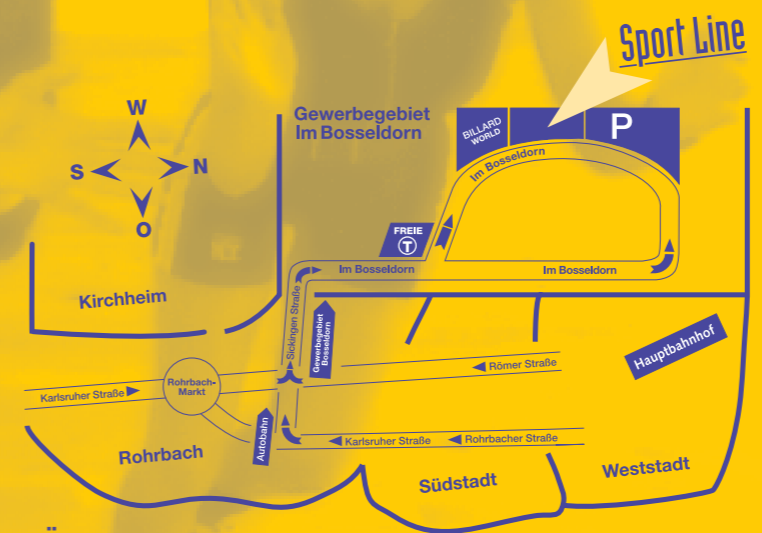 Sport Line
W
S
N
O
Gewerbegebiet
Im Bosseldorn
BILLARD
WORLD
P
Im Bosseldorn
FREIE
T
Im Bosseldorn
Im Bosseldorn
Kirchheim
Sickingen Straße
Gewerbegebiet
Bosseldorn
Hauptbahnhof
Römer Straße
Rohrbach-
Markt
Karlsruher Straße
Autobahn
Karlsruher Straße
Rohrbacher Straße
Rohrbach
Südstadt
Weststadt